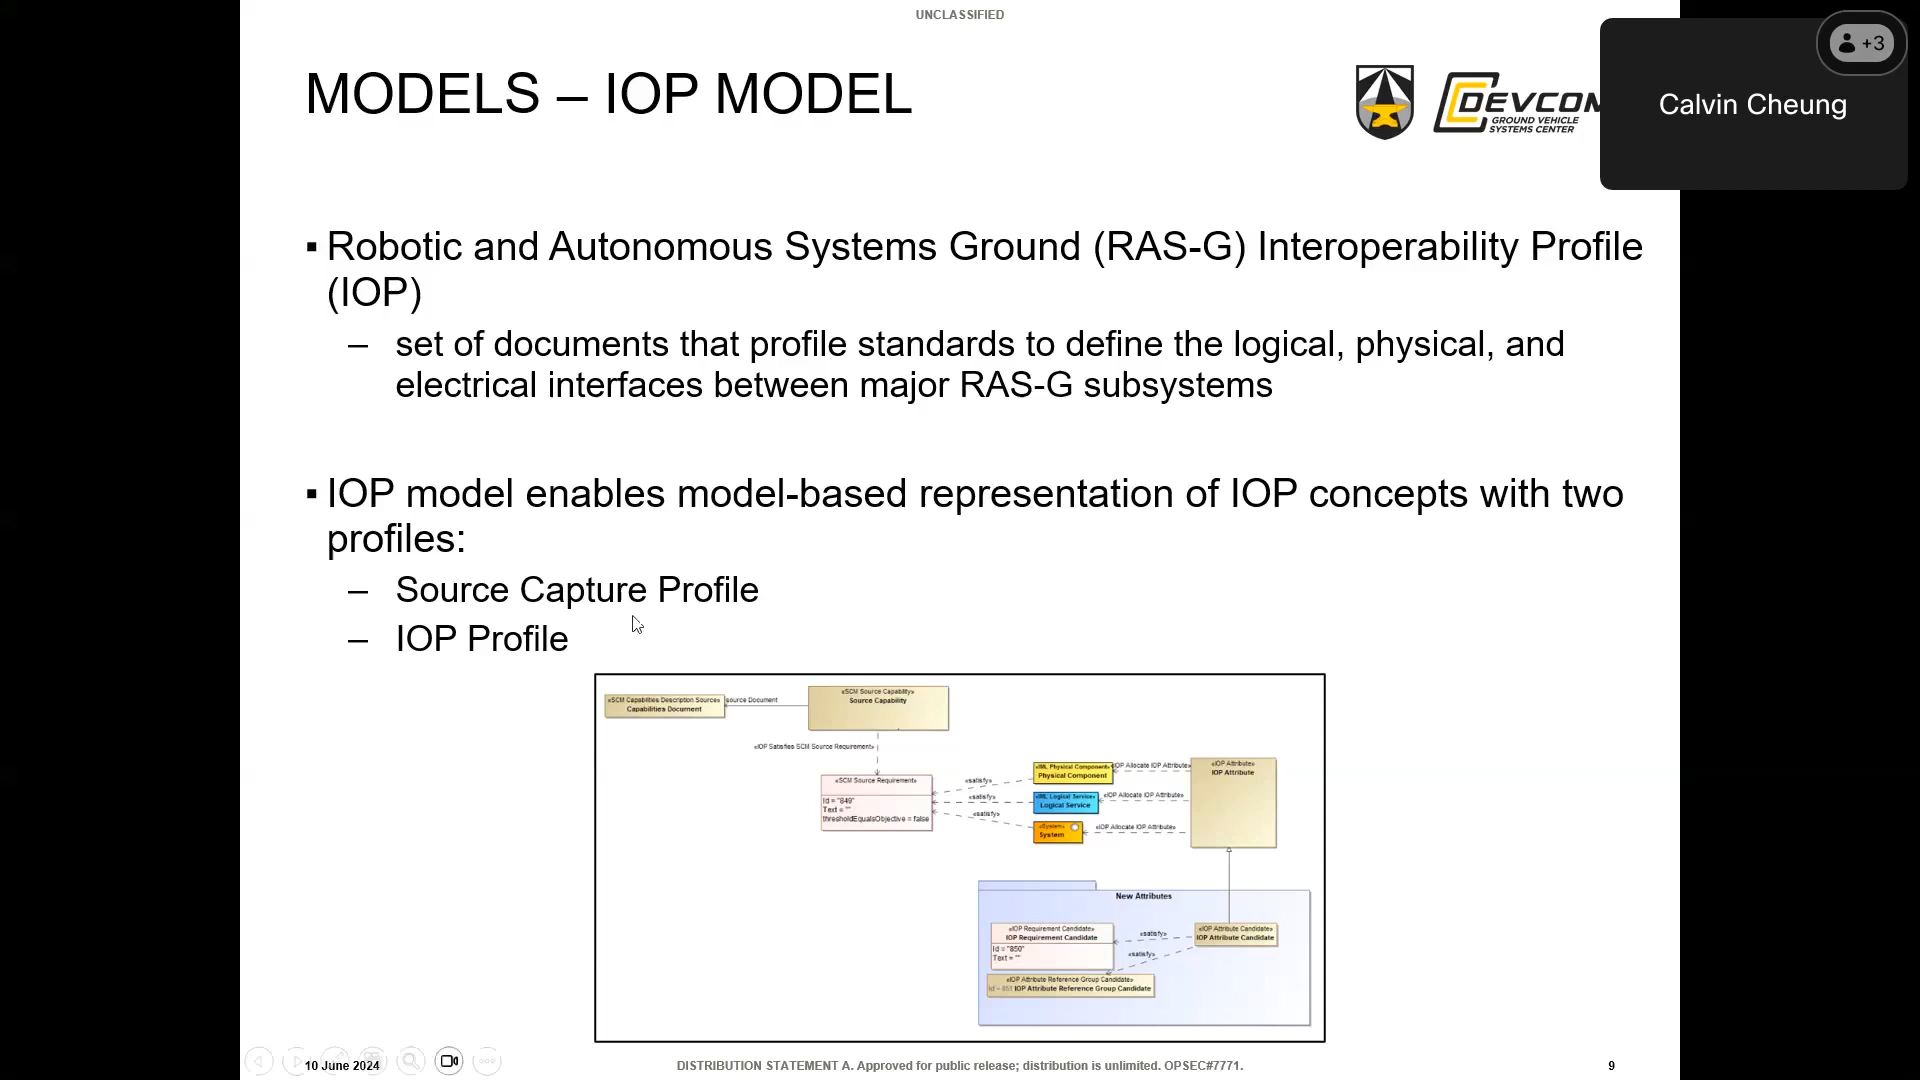 UNCLASSIFIED
MODELS – IOP MODEL
DEVCOM
GROUND VEHICLE
SYSTEMS CENTER
+3
Calvin Cheung
▪ Robotic and Autonomous Systems Ground (RAS-G) Interoperability Profile
(IOP)
– set of documents that profile standards to define the logical, physical, and
electrical interfaces between major RAS-G subsystems
▪ IOP model enables model-based representation of IOP concepts with two
profiles:
– Source Capture Profile
– IOP Profile
«SCM Capabilities Description Source»
Capabilities Document
source Document
«SCM Source Capability»
Source Capability
«IOP Satisfies SCM Source Requirement»
«SCM Source Requirement»
Id = "849"
Text = ""
thresholdEqualsObjective = false
«satisfy»
«satisfy»
«satisfy»
«IML Physical Component»
Physical Component
«IML Logical Service»
Logical Service
«System»
System
«IOP Allocate IOP Attribute»
«IOP Allocate IOP Attribute»
«IOP Allocate IOP Attribute»
«IOP Attribute»
IOP Attribute
New Attributes
«IOP Requirement Candidate»
IOP Requirement Candidate
Id = "850"
Text = ""
«satisfy»
«satisfy»
«IOP Attribute Candidate»
IOP Attribute Candidate
«IOP Attribute Reference Group Candidate»
Id = 851 IOP Attribute Reference Group Candidate
10 June 2024
DISTRIBUTION STATEMENT A. Approved for public release; distribution is unlimited. OPSEC#7771.
9